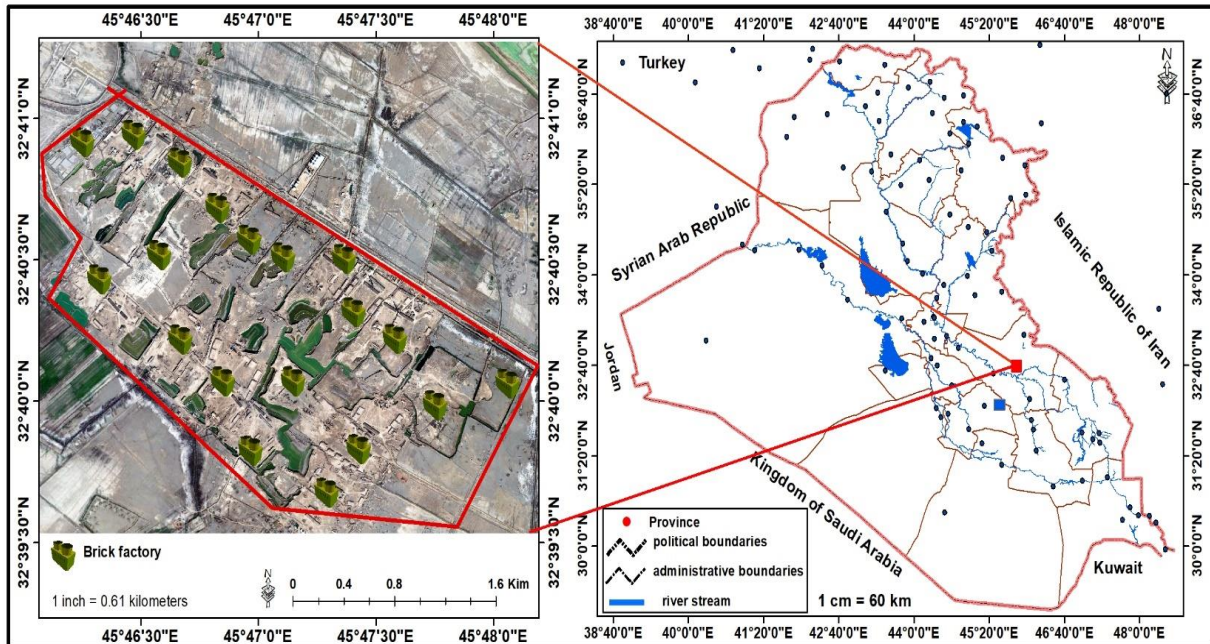 45°46'30"E 45°47'0"E 45°47'30"E 45°48'0"E
32°41'0"N
32°40'30"N
32°40'0"N
32°39'30"N
32°41'0"N
32°40'30"N
32°40'0"N
32°39'30"N
Brick factory
1 inch = 0.61 kilometers
N
0 0.4 0.8 1.6 Kim
45°46'30"E 45°47'0"E 45°47'30"E 45°48'0"E
38°40'0"E 40°0'0"E 41°20'0"E 42°40'0"E 44°0'0"E 45°20'0"E 46°40'0"E 48°0'0"E
36°40'0"N
35°20'0"N
34°0'0"N
32°40'0"N
31°20'0"N
30°0'0"N
Turkey
N
Syrian Arab Republic
Islamic Republic of Iran
Jordan
Kingdom of Saudi Arabia
Kuwait
Province
political boundaries
administrative boundaries
river stream
1 cm = 60 km
36°40'0"N
35°20'0"N
34°0'0"N
32°40'0"N
31°20'0"N
30°0'0"N
38°40'0"E 40°0'0"E 41°20'0"E 42°40'0"E 44°0'0"E 45°20'0"E 46°40'0"E 48°0'0"E